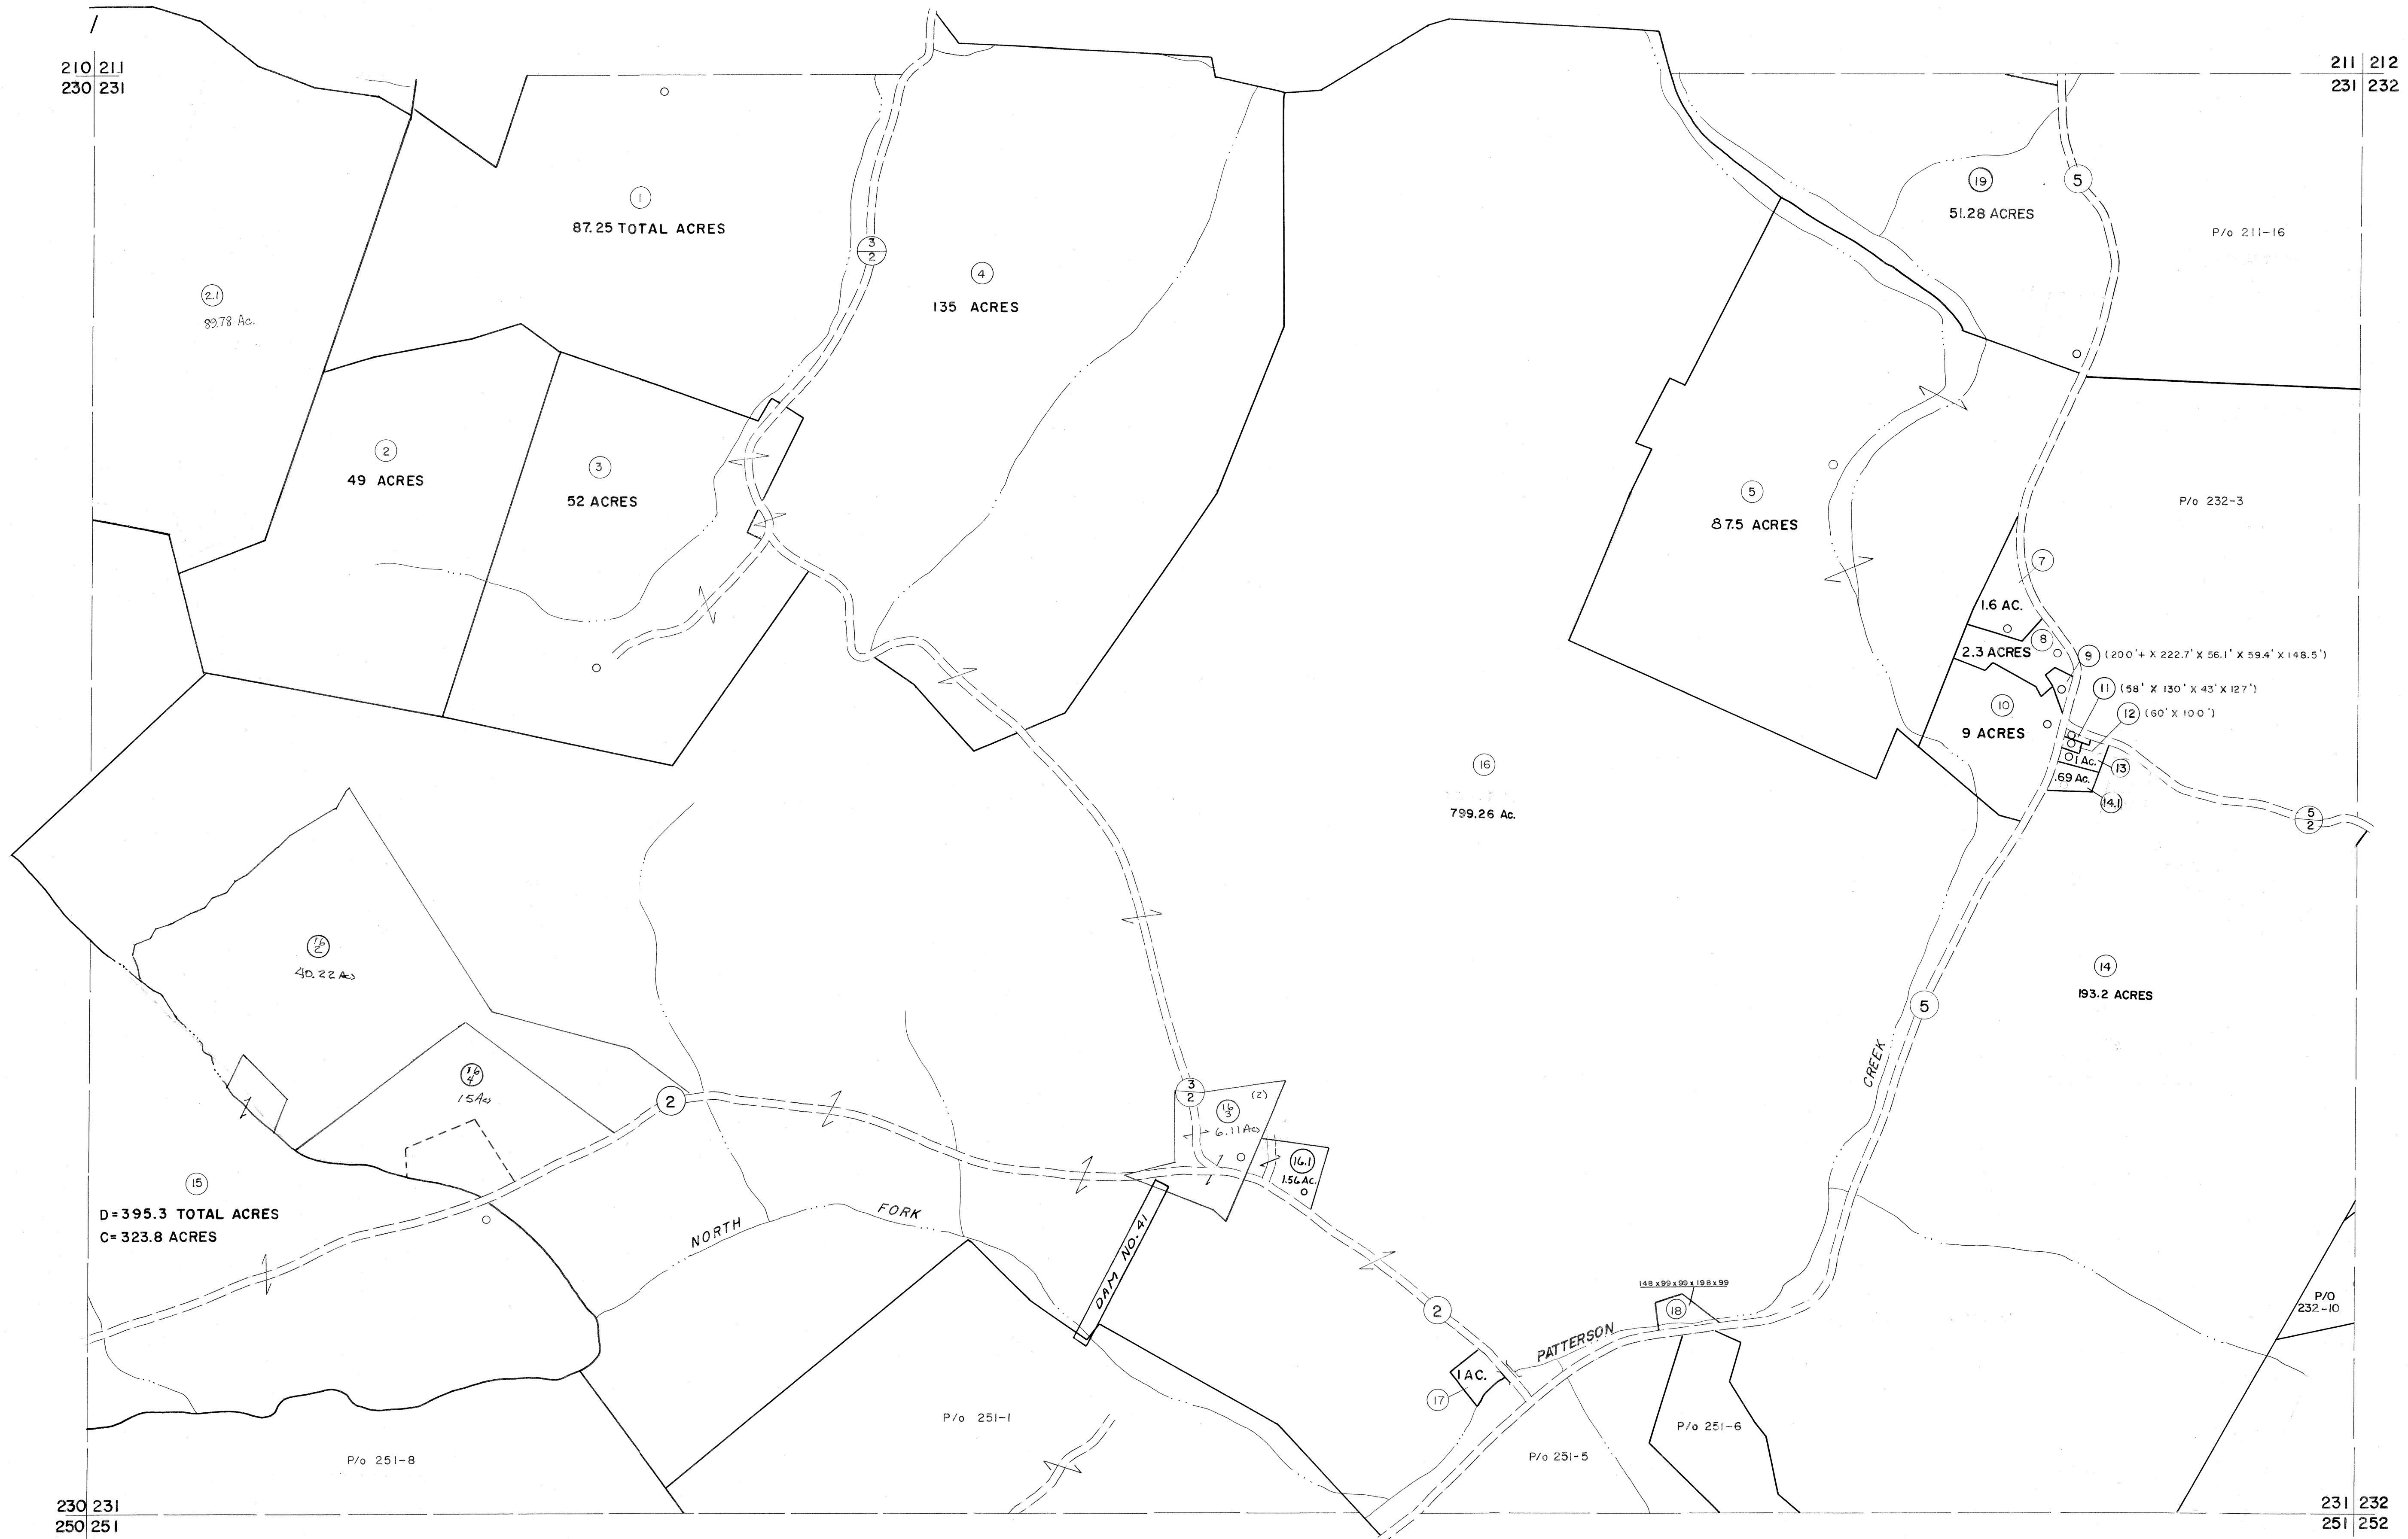 210 211
230 231
211 212
231 232
1
87.25 TOTAL ACRES
3
2
4
135 ACRES
19
51.28 ACRES
5
P/o 211-16
2.1
89.78 Ac.
2
49 ACRES
3
52 ACRES
5
87.5 ACRES
P/o 232-3
7
1.6 AC.
8
2.3 ACRES
9 (200'+ X 222.7' X 56.1' X 59.4' X 148.5')
11 (58' X 130' X 43' X 127')
10
9 ACRES
12 (60' X 100')
1 Ac.
13
.69 Ac.
14.1
5
2
16
799.26 Ac.
16
2
40.22 Acs
14
193.2 ACRES
5
CREEK
16
4
15 Acs
2
3
2
(2)
16
3
6.11 Acs
16.1
1.56 AC.
15
D=395.3 TOTAL ACRES
C=323.8 ACRES
NORTH
FORK
DAM NO. 41
148 x 99 x 99 x 198 x 99
18
2
PATTERSON
P/O
232-10
1 AC.
17
P/o 251-1
P/o 251-6
P/o 251-5
P/o 251-8
230 231
250 251
231 232
251 252